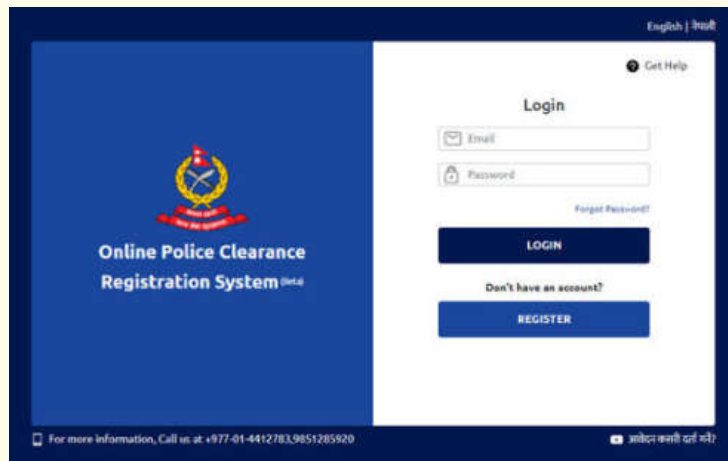 English | नेपाली
Get Help
Login
Email
Password
Forgot Password?
LOGIN
Don't have an account?
REGISTER
Online Police Clearance
Registration System (Beta)
For more information, Call us at +977-01-4412783,9851285920
आवेदन कसरी दर्ता गर्ने?